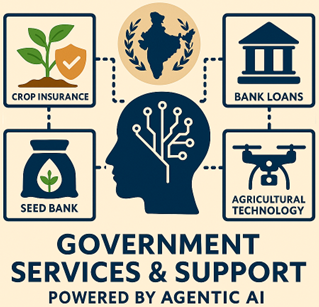 CROP INSURANCE
BANK LOANS
SEED BANK
AGRICULTURAL
TECHNOLOGY
GOVERNMENT
SERVICES & SUPPORT
POWERED BY AGENTIC AI